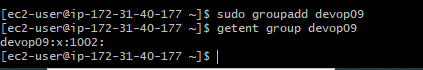 [ec2-user@ip-172-31-40-177 ~]$ sudo groupadd devop09
[ec2-user@ip-172-31-40-177 ~]$ getent group devop09
devop09:x:1002:
[ec2-user@ip-172-31-40-177 ~]$